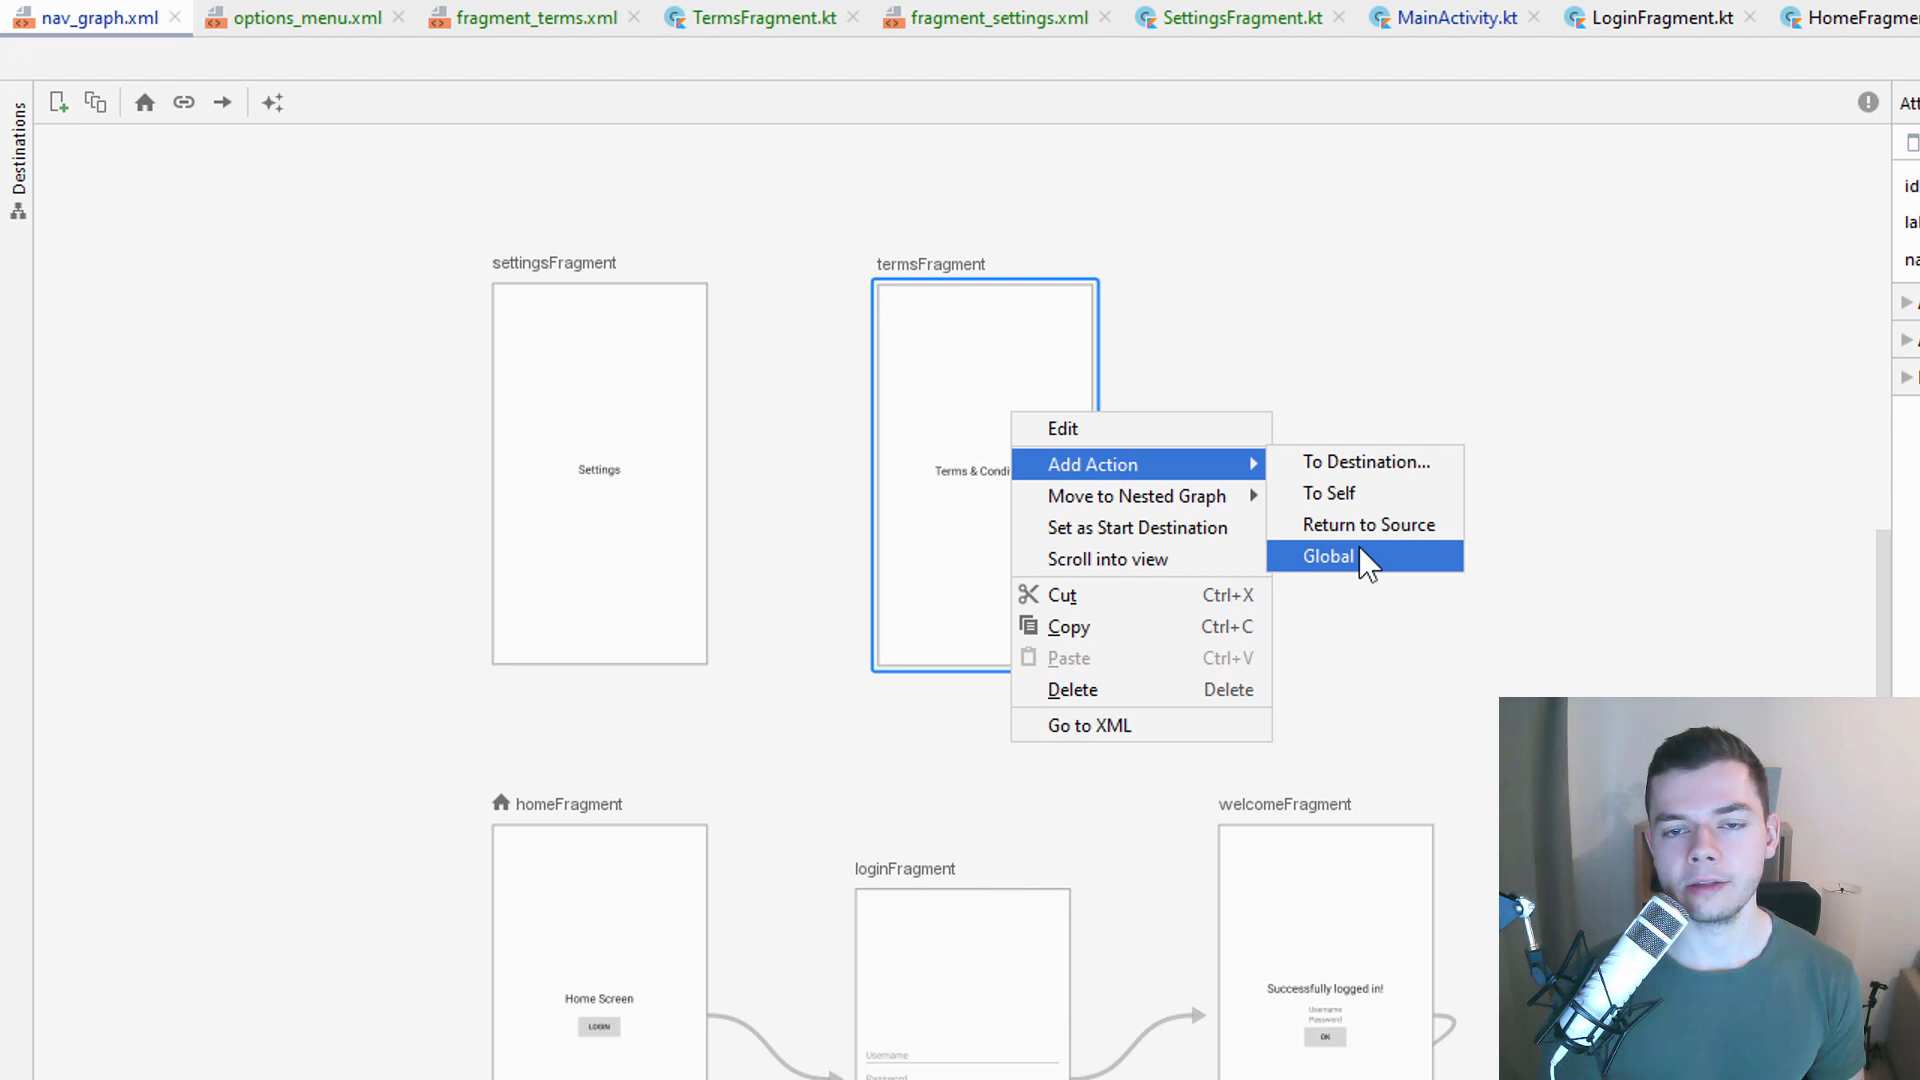 nav_graph.xml
options_menu.xml
fragment_terms.xml
TermsFragment.kt
fragment_settings.xml
SettingsFragment.kt
MainActivity.kt
LoginFragment.kt
HomeFragme
Destinations
Att
id
la
na
settingsFragment
Settings
termsFragment
Terms & Condi
Edit
Add Action
Move to Nested Graph
Set as Start Destination
Scroll into view
Cut Ctrl+X
Copy Ctrl+C
Paste Ctrl+V
Delete Delete
Go to XML
To Destination...
To Self
Return to Source
Global
homeFragment
Home Screen
LOGIN
loginFragment
Username
Password
welcomeFragment
Successfully logged in!
Username
Password
OK